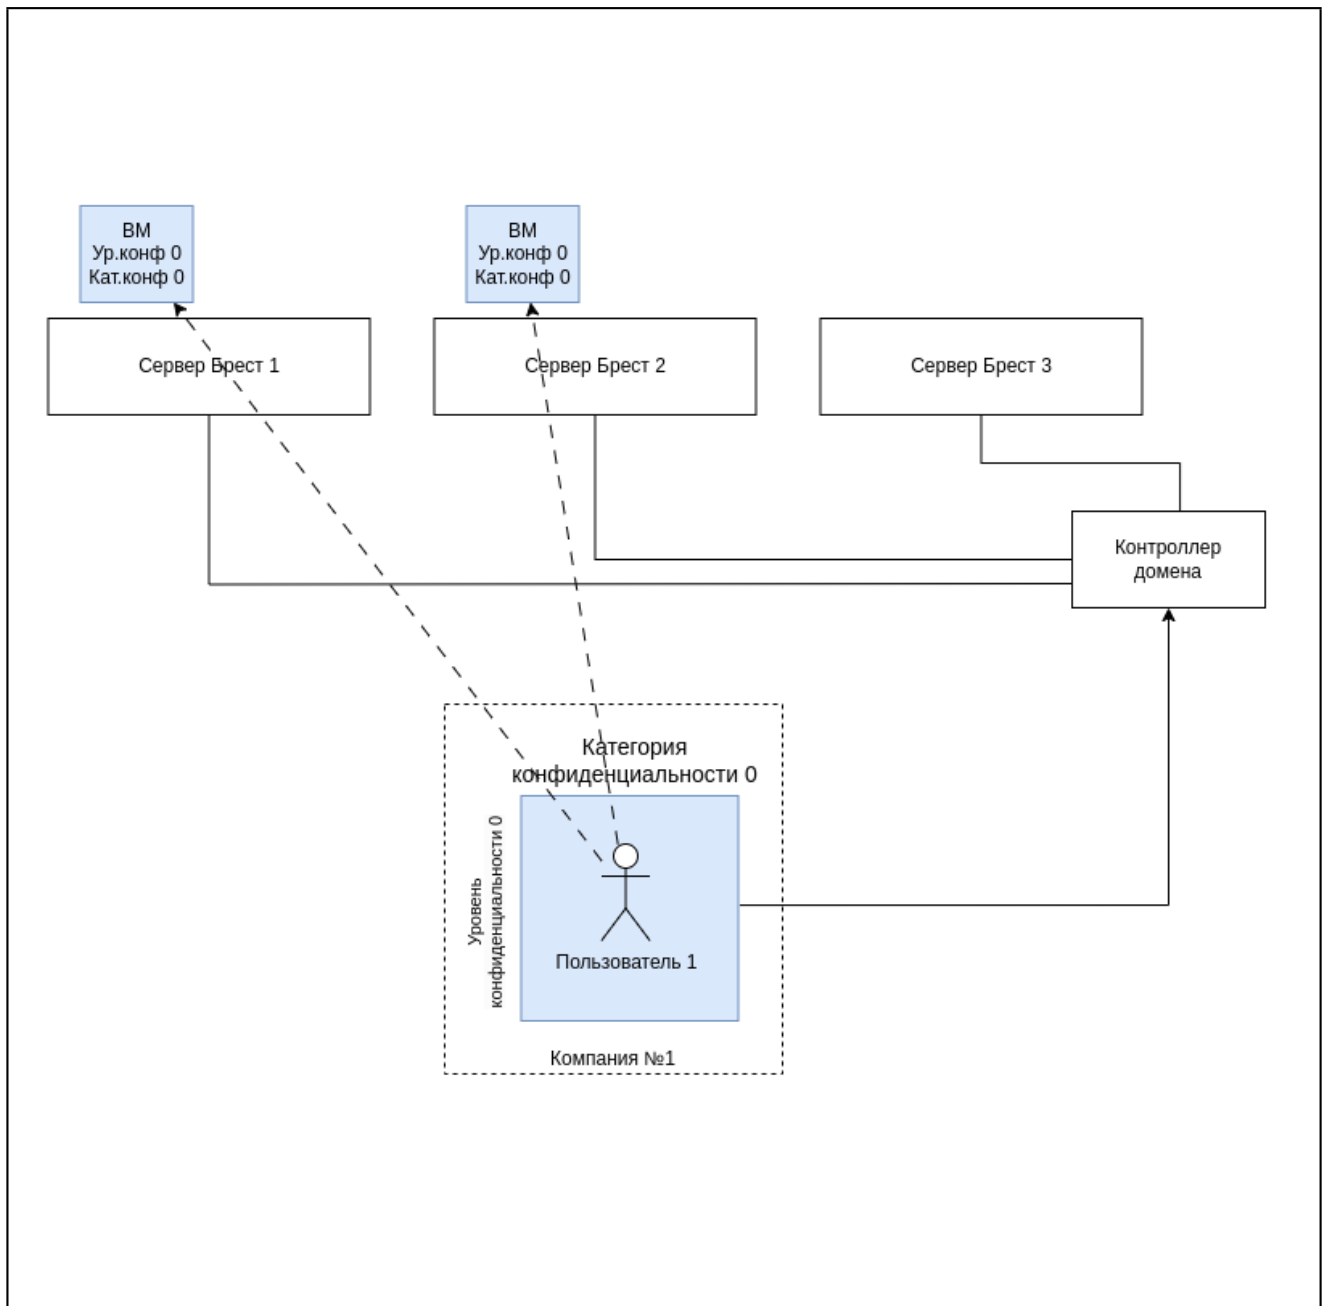 ВМ
Ур.конф 0
Кат.конф 0
ВМ
Ур.конф 0
Кат.конф 0
Сервер Брест 1
Сервер Брест 2
Сервер Брест 3
Контроллер
домена
Категория
конфиденциальности 0
Уровень
конфиденциальности 0
Пользователь 1
Компания №1